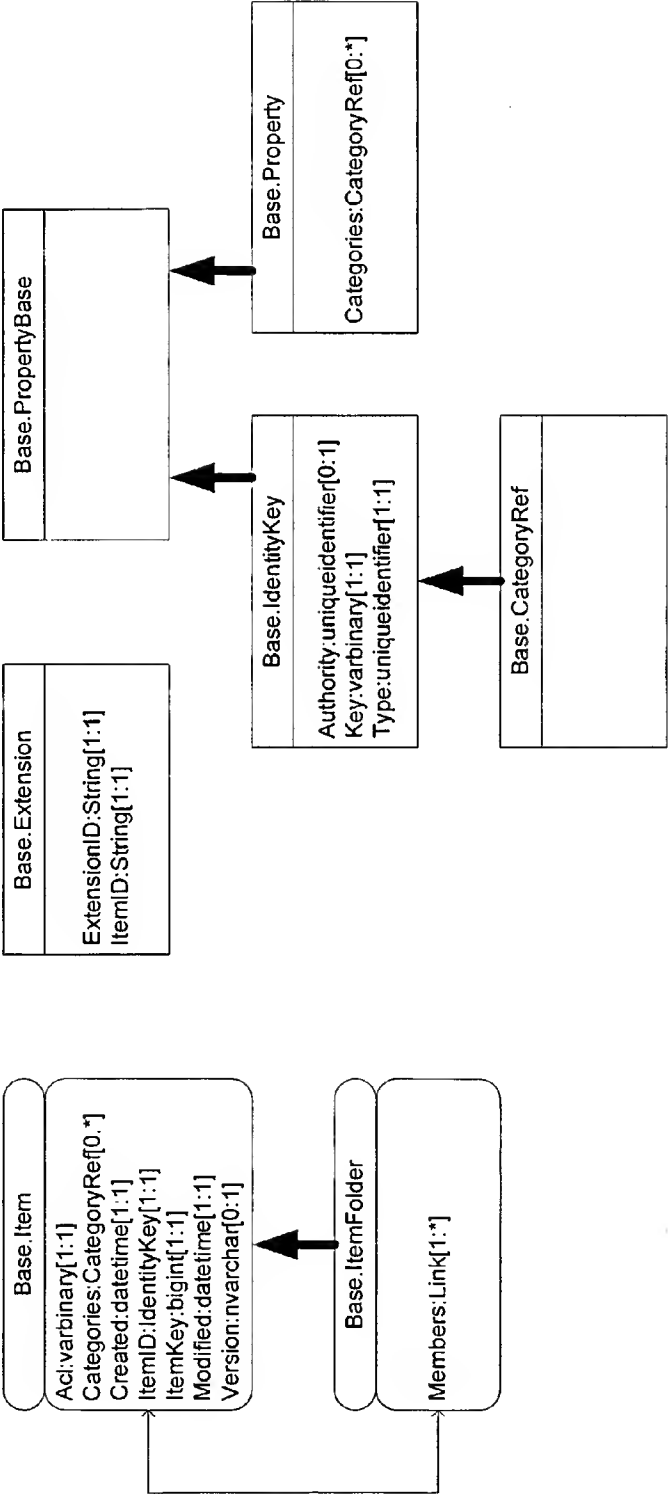 Base.Item
Acl:varbinary[1:1]
Categories:CategoryRef[0.*]
Created:datetime[1:1]
ItemID:IdentityKey[1:1]
ItemKey:bigint[1:1]
Modified:datetime[1:1]
Version:nvarchar[0:1]
Base.ItemFolder
Members:Link[1:*]
Base.Extension
ExtensionID:String[1:1]
ItemID:String[1:1]
Base.PropertyBase
Base.IdentityKey
Authority:uniqueidentifier[0:1]
Key:varbinary[1:1]
Type:uniqueidentifier[1:1]
Base.Property
Categories:CategoryRef[0:*]
Base.CategoryRef